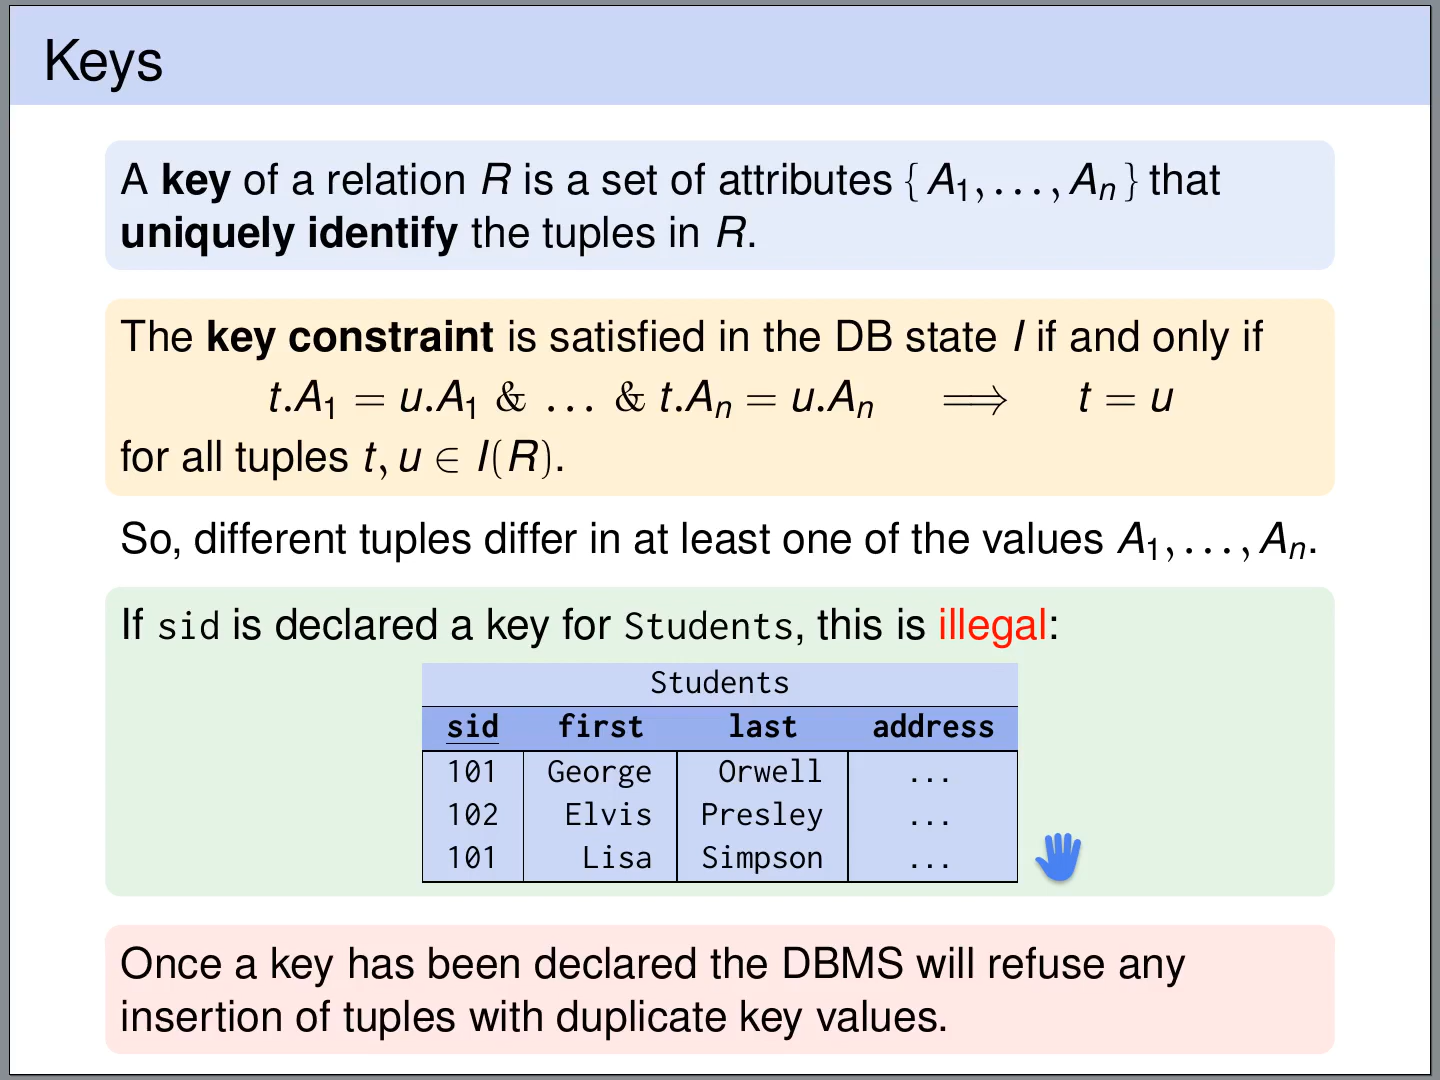 Keys
A key of a relation R is a set of attributes { A₁, . . . , Aₙ } that
uniquely identify the tuples in R.
The key constraint is satisfied in the DB state I if and only if
t.A₁ = u.A₁ & . . . & t.Aₙ = u.Aₙ ⟹ t = u
for all tuples t, u ∈ I(R).
So, different tuples differ in at least one of the values A₁, . . . , Aₙ.
If sid is declared a key for Students, this is illegal:
Students
sid first last address
101 George Orwell ...
102 Elvis Presley ...
101 Lisa Simpson ...
Once a key has been declared the DBMS will refuse any
insertion of tuples with duplicate key values.